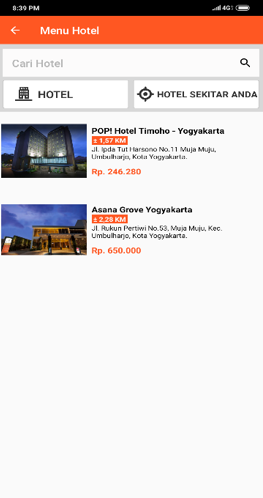 8:39 PM
4G
Menu Hotel
Cari Hotel
HOTEL
HOTEL SEKITAR ANDA
POP! Hotel Timoho - Yogyakarta
± 1,57 KM
Jl. Ipda Tut Harsono No.11 Muja Muju,
Umbulharjo, Kota Yogyakarta.
Rp. 246.280
Asana Grove Yogyakarta
± 2,28 KM
Jl. Rukun Pertiwi No.53, Muja Muju, Kec.
Umbulharjo, Kota Yogyakarta.
Rp. 650.000